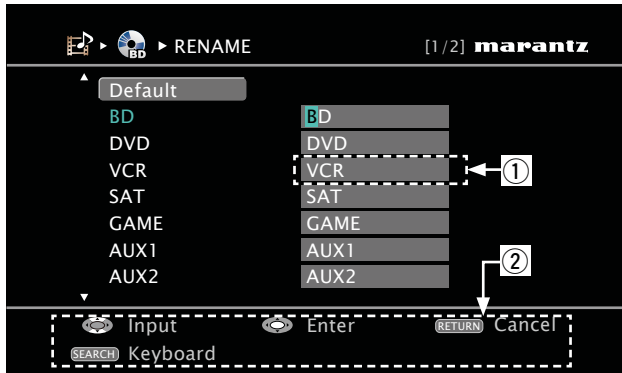 BD ▸ RENAME [1/2] marantz
Default
BD BD
DVD DVD
VCR VCR ①
SAT SAT
GAME GAME
AUX1 AUX1
AUX2 AUX2 ②
Input Enter RETURN Cancel
SEARCH Keyboard